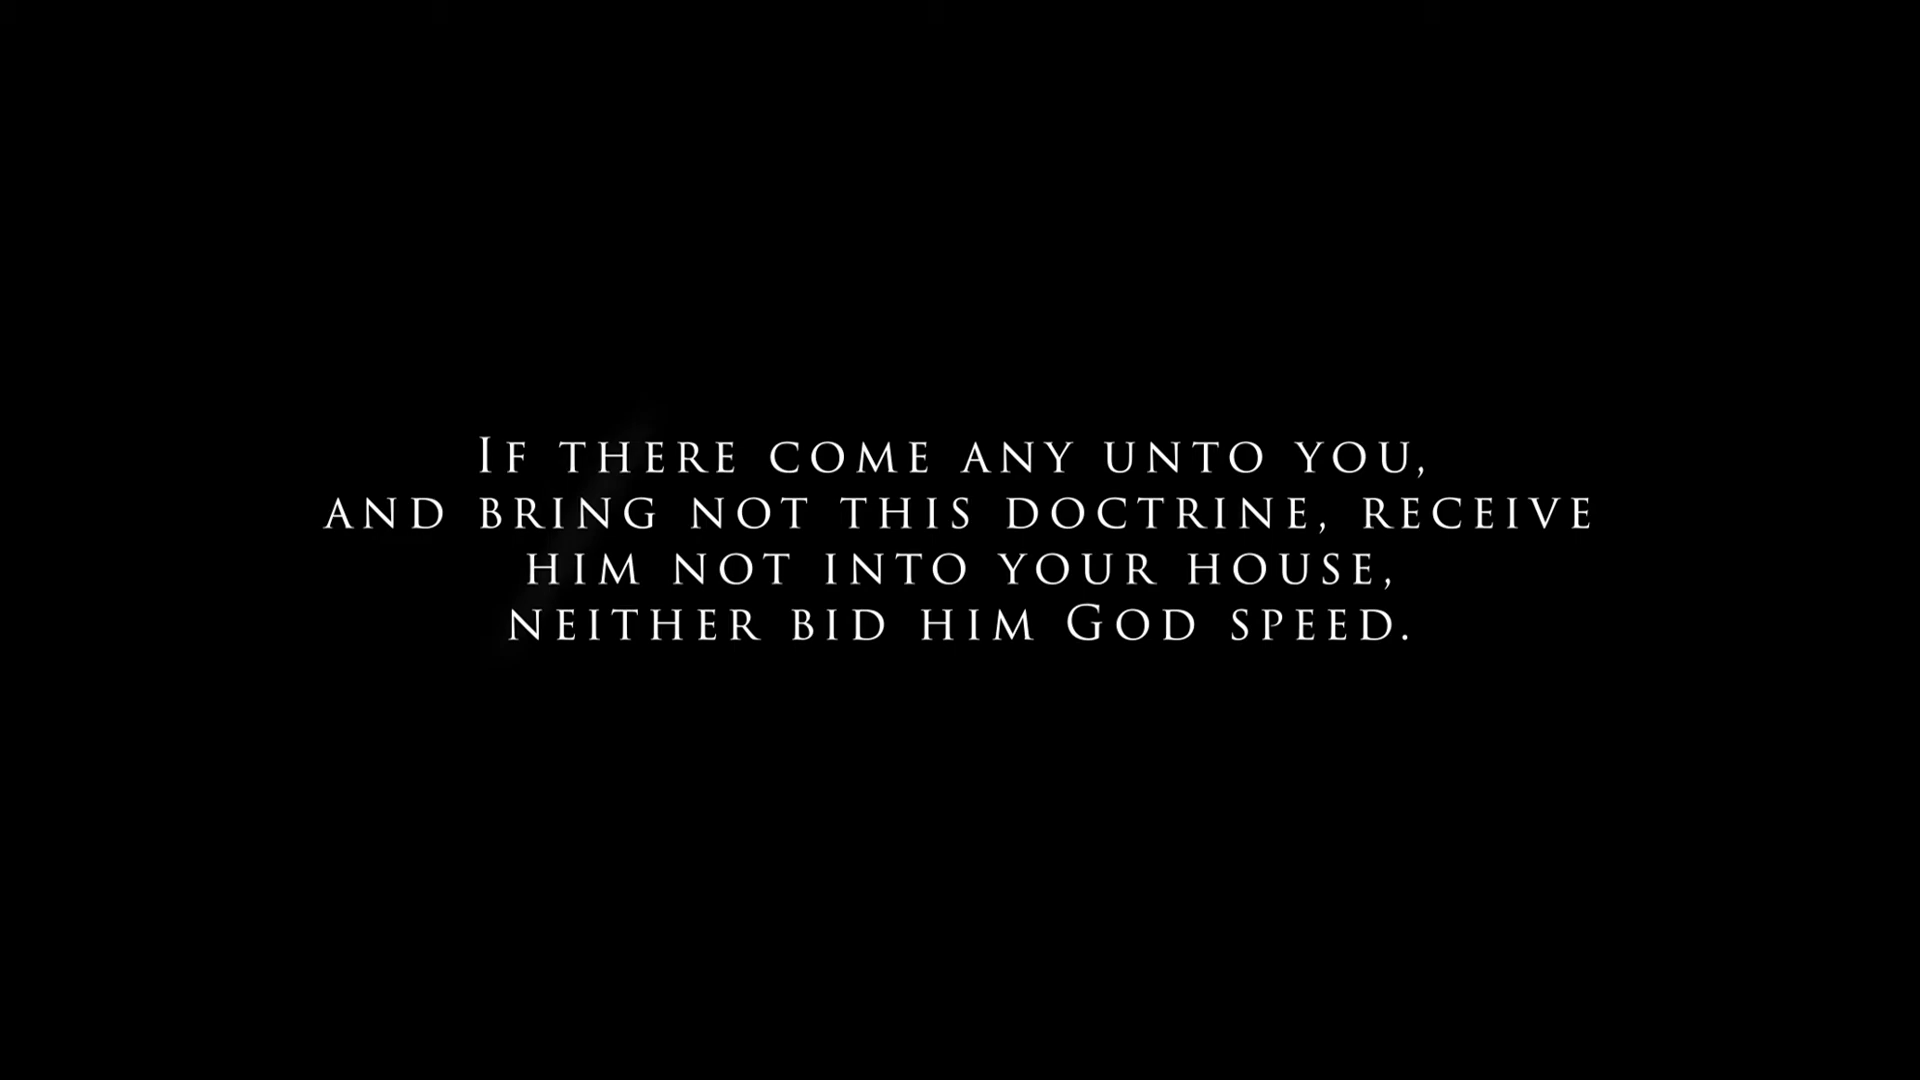 If there come any unto you,
and bring not this doctrine, receive
him not into your house,
neither bid him God speed.